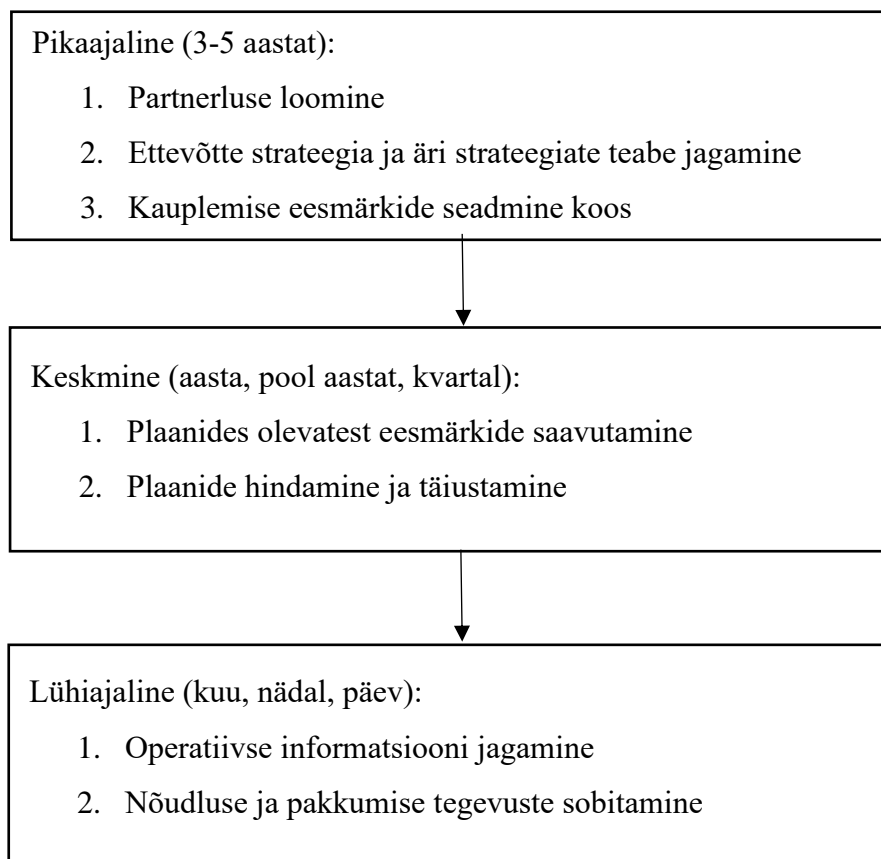 Pikaajaline (3-5 aastat):
1. Partnerluse loomine
2. Ettevõtte strateegia ja äri strateegiate teabe jagamine
3. Kauplemise eesmärkide seadmine koos
Keskmine (aasta, pool aastat, kvartal):
1. Plaanides olevatest eesmärkide saavutamine
2. Plaanide hindamine ja täiustamine
Lühiajaline (kuu, nädal, päev):
1. Operatiivse informatsiooni jagamine
2. Nõudluse ja pakkumise tegevuste sobitamine